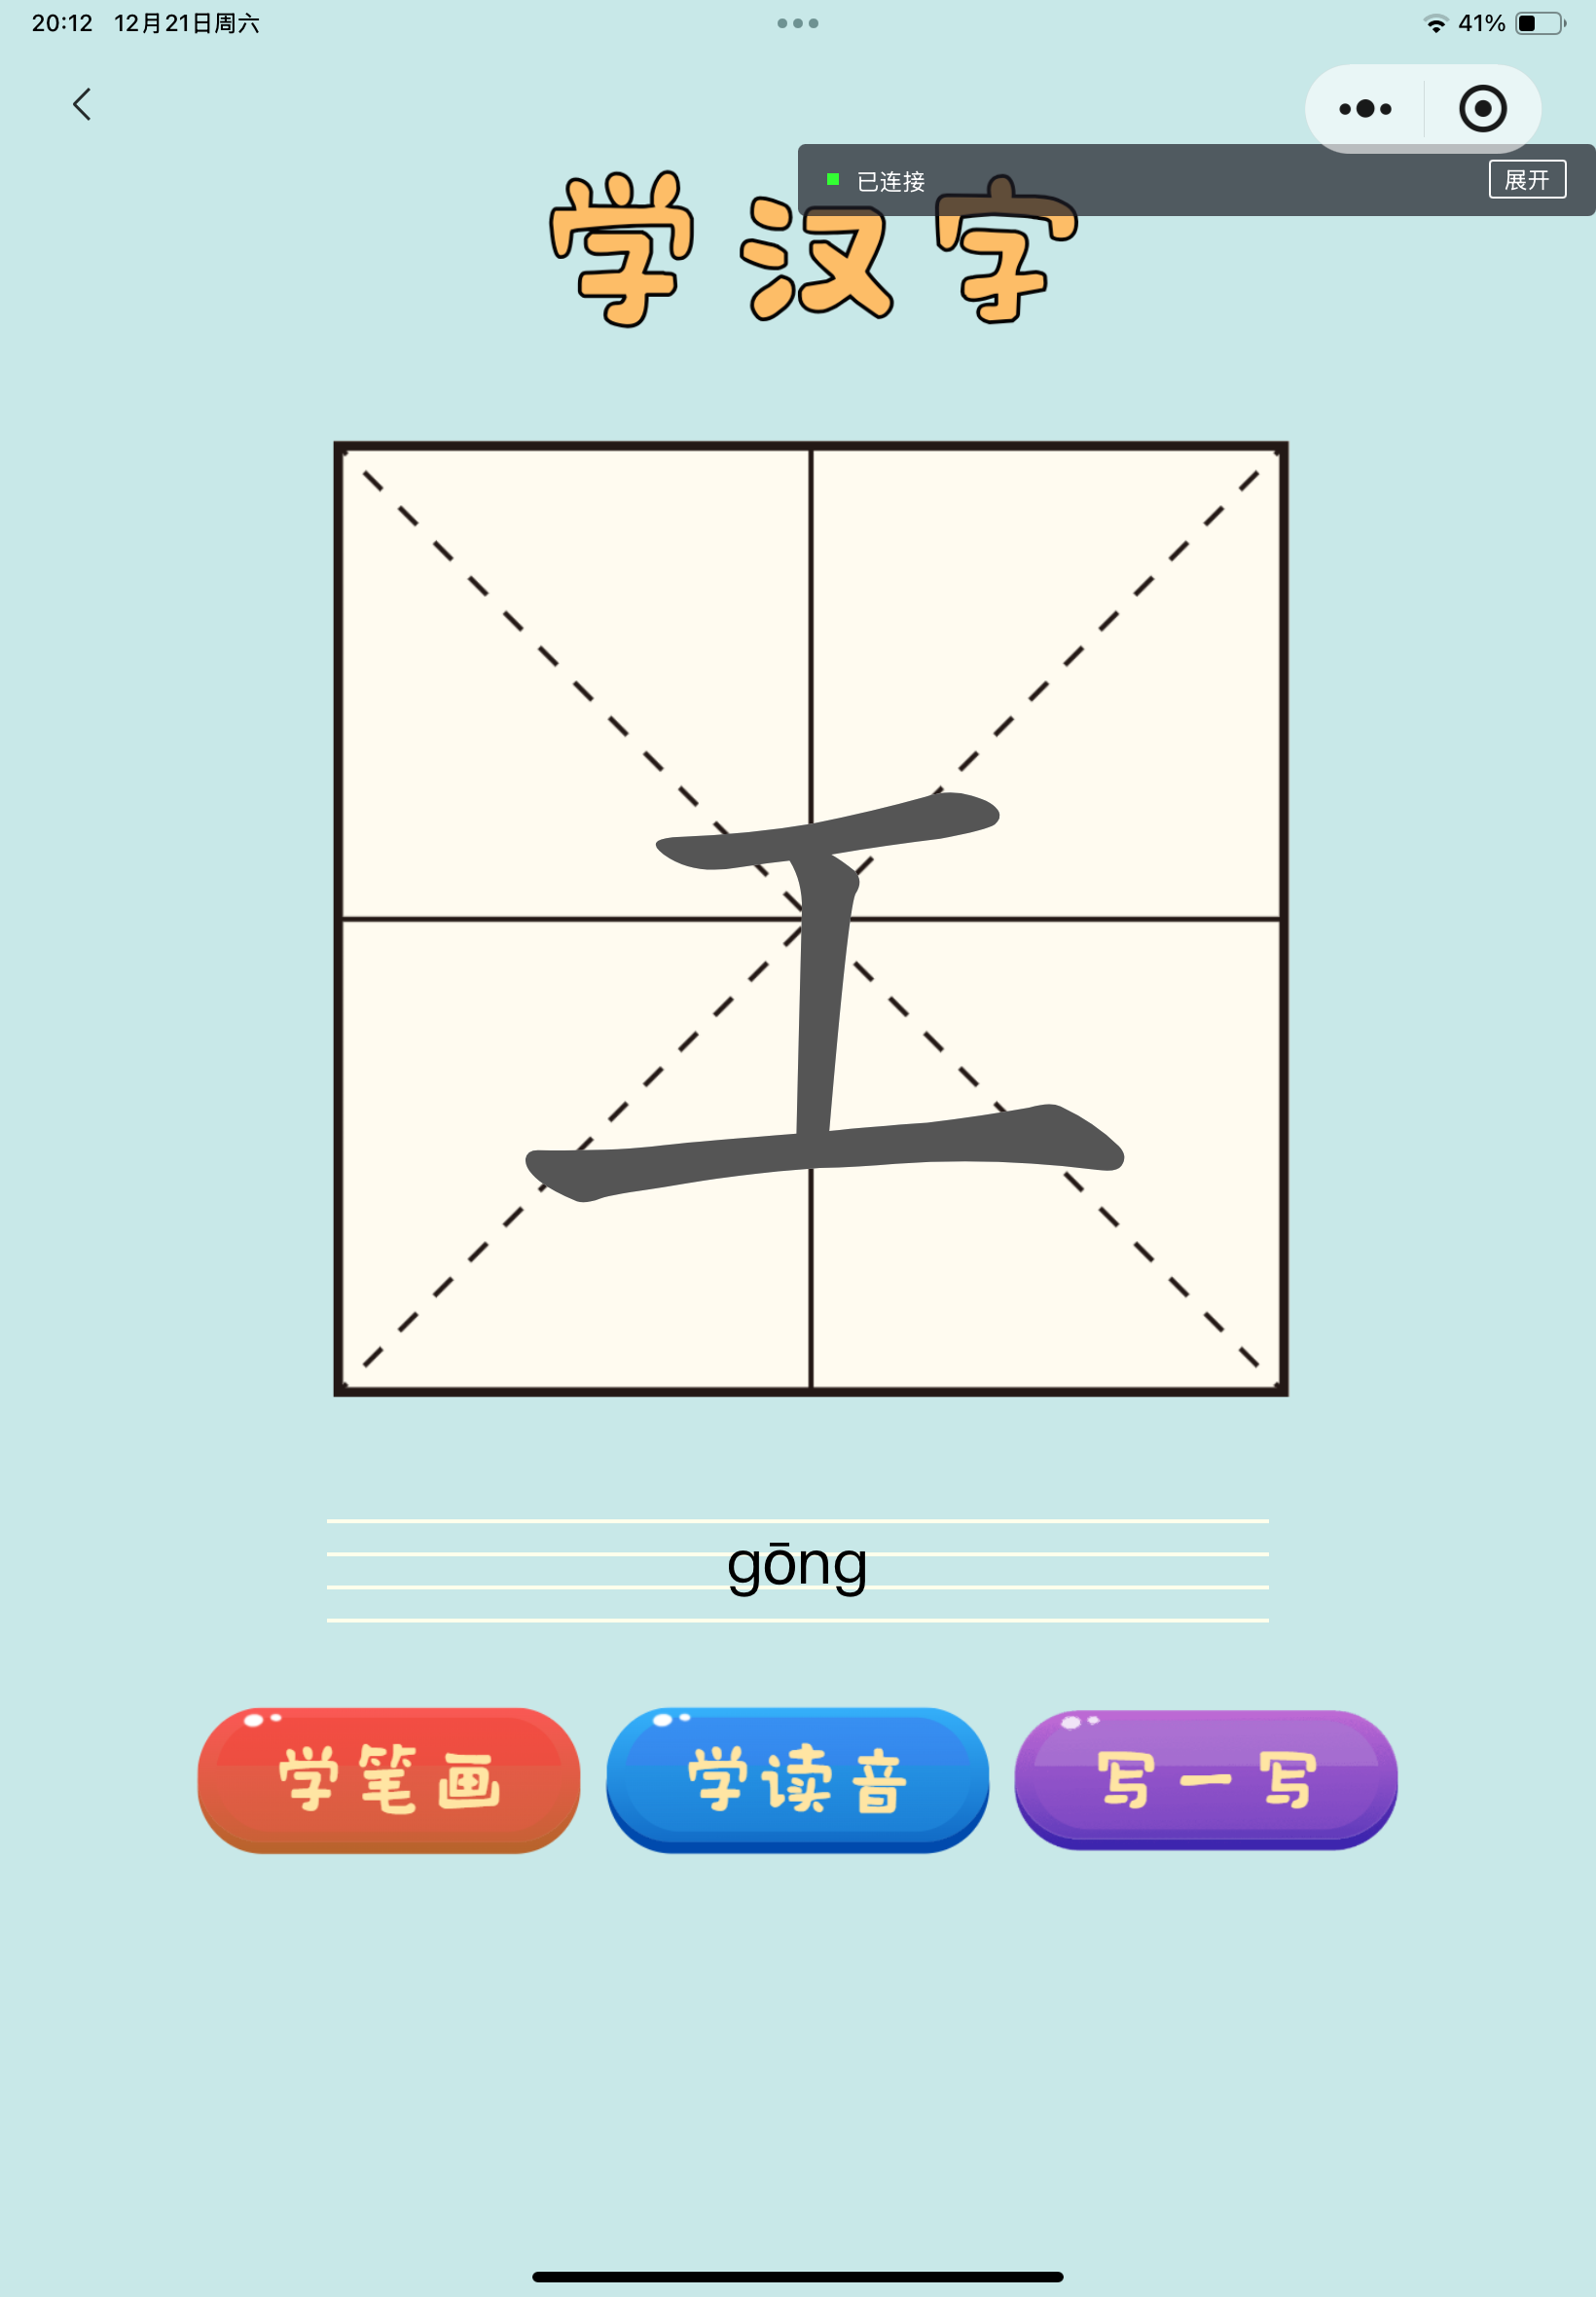 20:12 12月21日周六
41%
已连接
展开
学汉字
工
gōng
学笔画
学读音
写一写